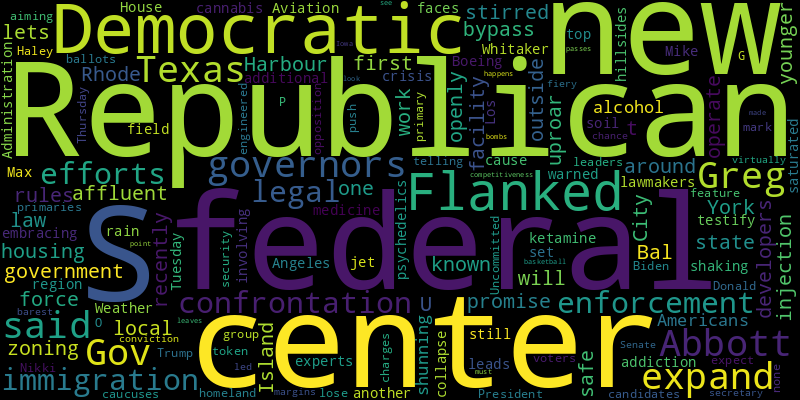 House cannabis Aviation faces
aiming
lets
Democratic
stirred
bypass
new
top
hillsides
younger
see
Haley
ballots
Whitaker
Mike
G
passes
Administration
Republican
Rhode
Texas
Harbour
first
Boeing
additional
crisis
Thursday
field
engineered
opposition
P
push
Iowa
look
work
primary
openly
facility
Los
outside
uproar
alcohol
soil
t
chance
operate
mark
made
saturated
happens
fiery
bombs
Max
efforts
governors
telling
cause
leaders
warned
virtually
rules
affluent
legal
one
around
lawmakers
Greg
feature
competitiveness
primaries
law
embracing
recently
involving
medicine
psychedelics
Flanked
Uncommitted
City
York
testify
state
developers
injection
S
federal
rain
point
housing
government
Tuesday
security
Angeles
jet
known
ketamine
set
will
Bal
Biden
shaking
Donald
region
force
barest
Weather
confrontation
U
promise
enforcement
Americans
said
O
local
conviction
zoning
Gov
leaves
group
Island
token
Trump
led
center
experts
charges
shunning
collapse
still
leads
must
another
voters
addiction
safe
Senate
Abbott
expect
none
expand
immigration
Nikki
caucuses
homeland
margins
lose
President
candidates
secretary